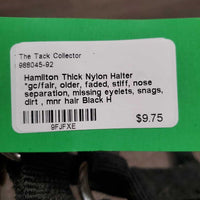 The Tack Collector
988045-92
Hamilton Thick Nylon Halter
*gc/fair, older, faded, stiff, nose
separation, missing eyelets, snags,
dirt , mnr hair Black H
$9.75
9FJFXE